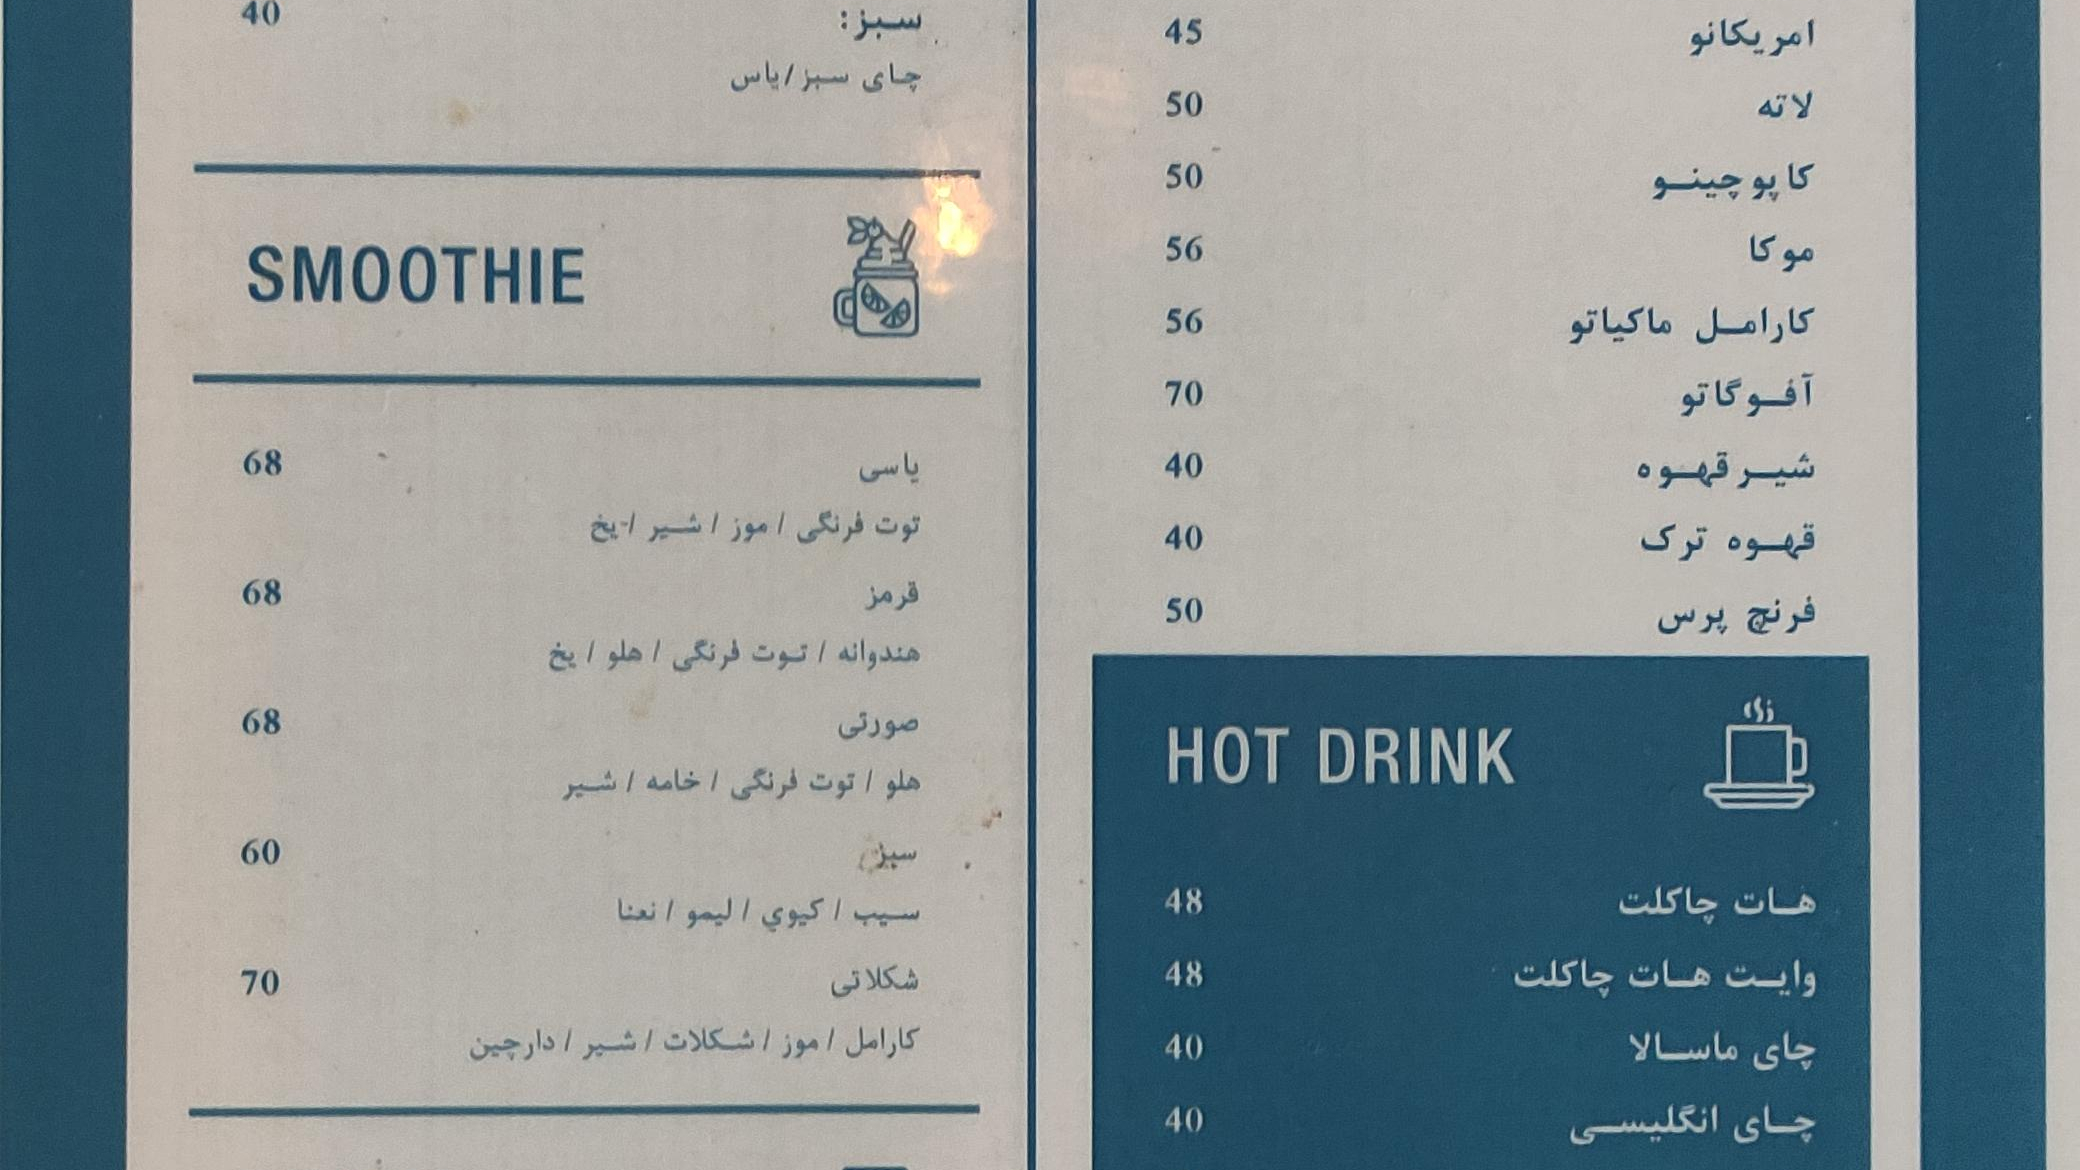 امریکانو 45
لاته 50
کاپوچینو 50
موکا 56
کارامل ماکیاتو 56
آفوگاتو 70
شیر قهوه 40
قهوه ترک 40
فرنچ پرس 50
HOT DRINK
هات چاکلت 48
وایت هات چاکلت 48
چای ماسالا 40
چای انگلیسی 40
سبز: 40
چای سبز/یاس
SMOOTHIE
یاسی 68
توت فرنگی / موز / شیر /-یخ
قرمز 68
هندوانه / توت فرنگی / هلو / یخ
صورتی 68
هلو / توت فرنگی / خامه / شیر
سبز 60
سیب / کیوي / لیمو / نعنا
شکلاتی 70
کارامل / موز / شکلات / شیر / دارچین